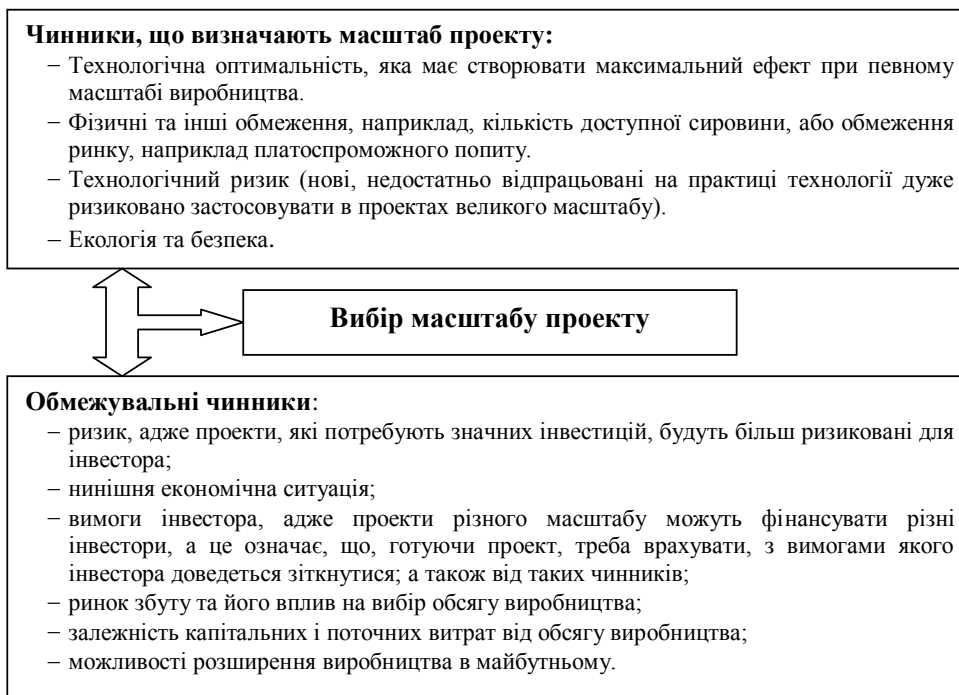 Чинники, що визначають масштаб проекту:
– Технологічна оптимальність, яка має створювати максимальний ефект при певному
масштабі виробництва.
– Фізичні та інші обмеження, наприклад, кількість доступної сировини, або обмеження
ринку, наприклад платоспроможного попиту.
– Технологічний ризик (нові, недостатньо відпрацьовані на практиці технології дуже
ризиковано застосовувати в проектах великого масштабу).
– Екологія та безпека.
Вибір масштабу проекту
Обмежувальні чинники:
– ризик, адже проекти, які потребують значних інвестицій, будуть більш ризиковані для
інвестора;
– нинішня економічна ситуація;
– вимоги інвестора, адже проекти різного масштабу можуть фінансувати різні
інвестори, а це означає, що, готуючи проект, треба врахувати, з вимогами якого
інвестора доведеться зіткнутися; а також від таких чинників;
– ринок збуту та його вплив на вибір обсягу виробництва;
– залежність капітальних і поточних витрат від обсягу виробництва;
– можливості розширення виробництва в майбутньому.